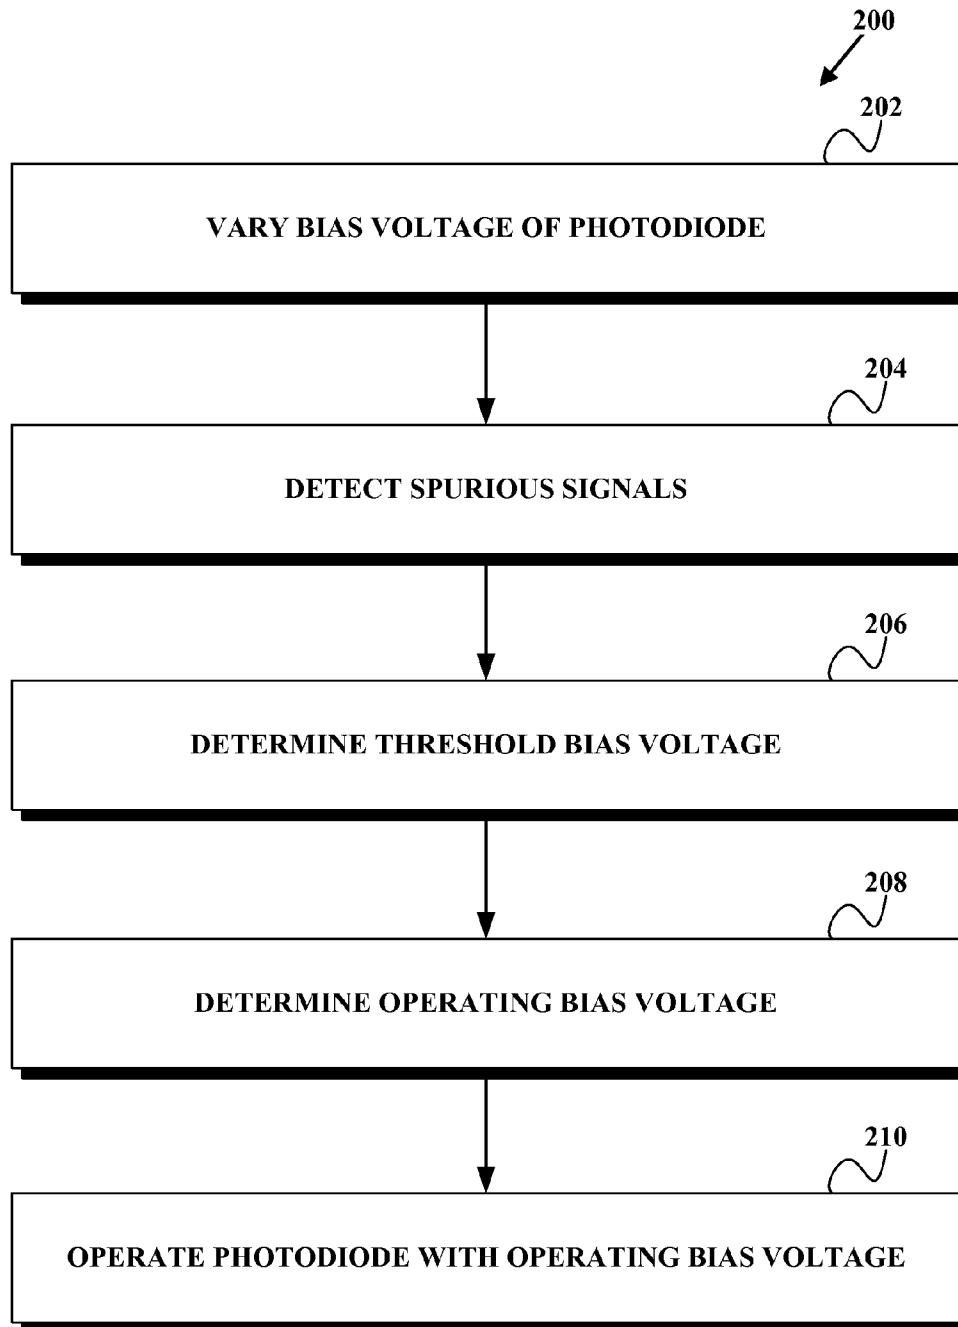 200
202
VARY BIAS VOLTAGE OF PHOTODIODE
204
DETECT SPURIOUS SIGNALS
206
DETERMINE THRESHOLD BIAS VOLTAGE
208
DETERMINE OPERATING BIAS VOLTAGE
210
OPERATE PHOTODIODE WITH OPERATING BIAS VOLTAGE